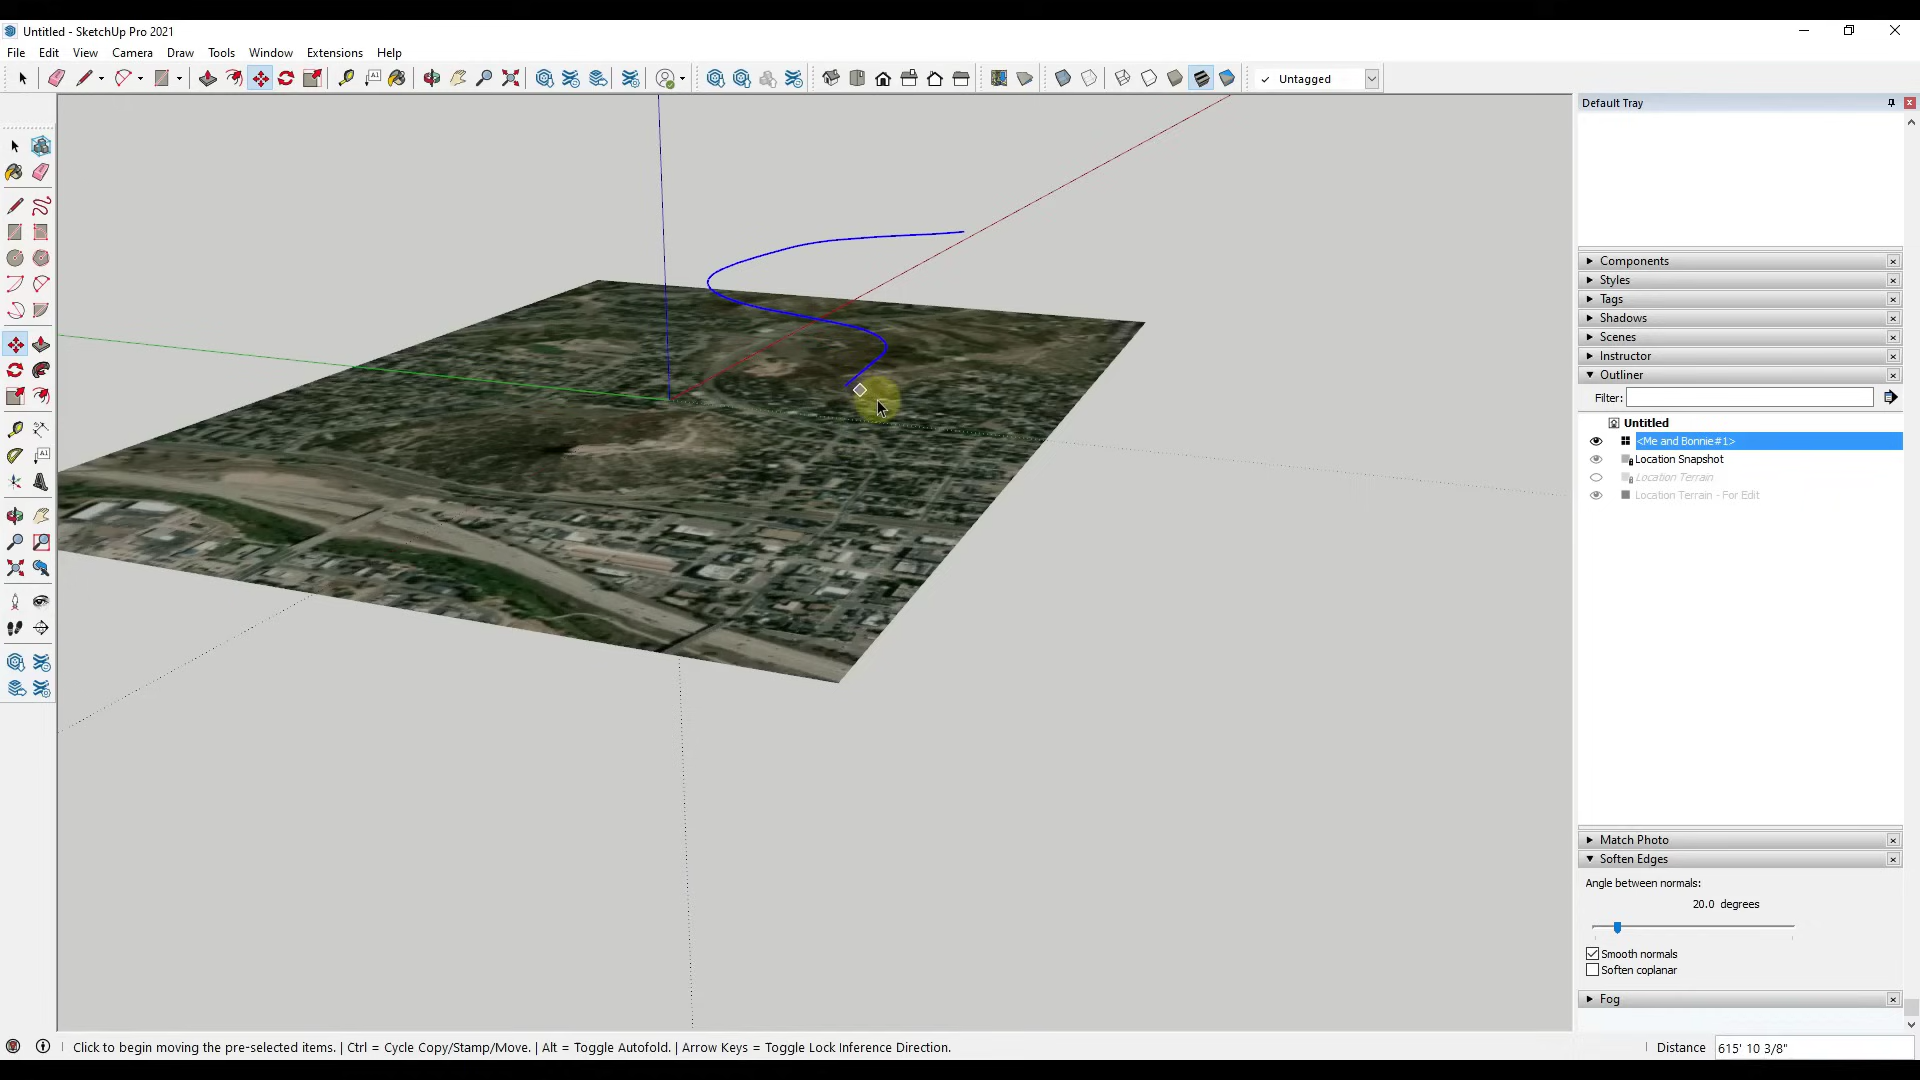 Untitled - SketchUp Pro 2021
File Edit View Camera Draw Tools Window Extensions Help
A1
✓ Untagged
Default Tray
Components
Styles
Tags
Shadows
Scenes
Instructor
Outliner
Filter:
Untitled
<Me and Bonnie#1>
Location Snapshot
Location Terrain
Location Terrain - For Edit
A1
Match Photo
Soften Edges
Angle between normals:
20.0 degrees
Smooth normals
Soften coplanar
Fog
Click to begin moving the pre-selected items. | Ctrl = Cycle Copy/Stamp/Move. | Alt = Toggle Autofold. | Arrow Keys = Toggle Lock Inference Direction.
Distance 615' 10 3/8"